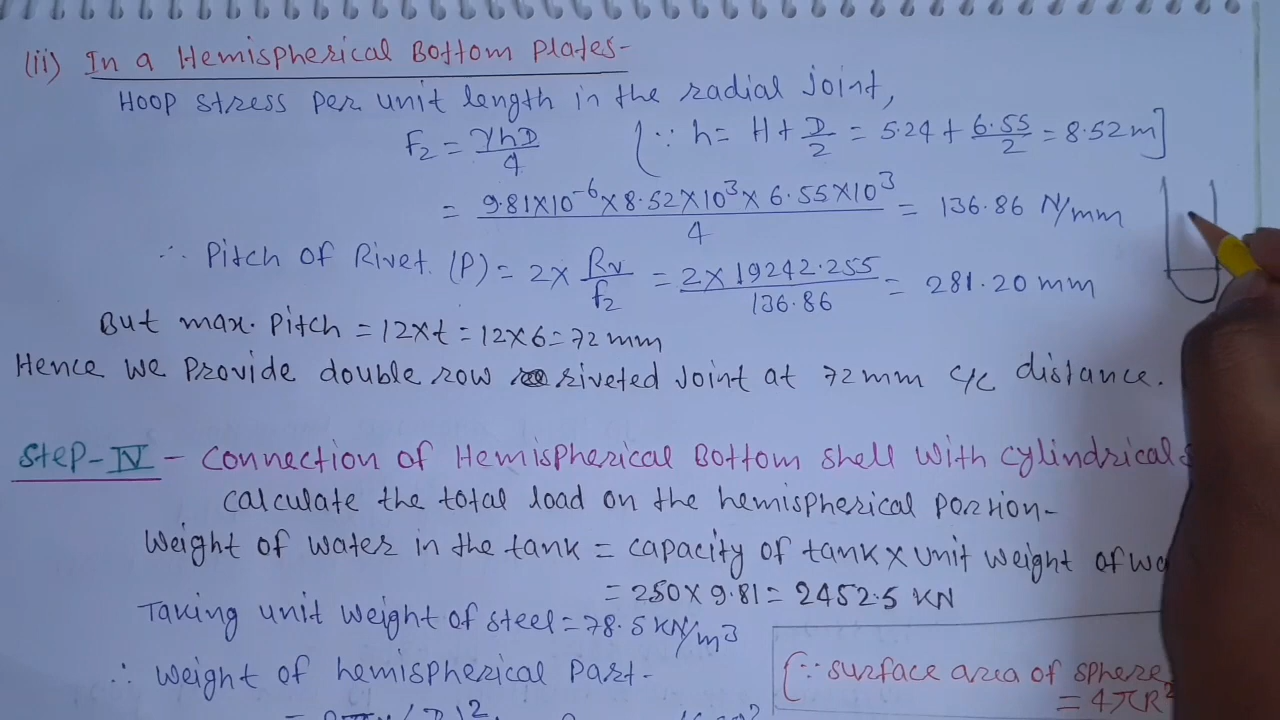 (ii) In a Hemispherical Bottom Plates-
Hoop stress per unit length in the radial joint,
F₂ = γhD/4 [∵ h = H + D/2 = 5.24 + 6.55/2 = 8.52 m]
= 9.81×10⁻⁶ × 8.52×10³ × 6.55×10³ / 4 = 136.86 N/mm
∴ Pitch of Rivet. (P) = 2 × Rv/f₂ = 2 × 19242.255 / 136.86 = 281.20 mm
But max. Pitch = 12×t = 12×6 = 72 mm
Hence we Provide double row riveted Joint at 72 mm c/c distance.
Step-IV - Connection of Hemispherical Bottom shell with cylindrical
calculate the total load on the hemispherical portion-
Weight of water in the tank = capacity of tank × unit weight of
= 250 × 9.81 = 2452.5 KN
Taking unit weight of steel = 78.5 KN/m³
∴ weight of hemispherical Part-
(∵ surface area of sphere
= 4πR²